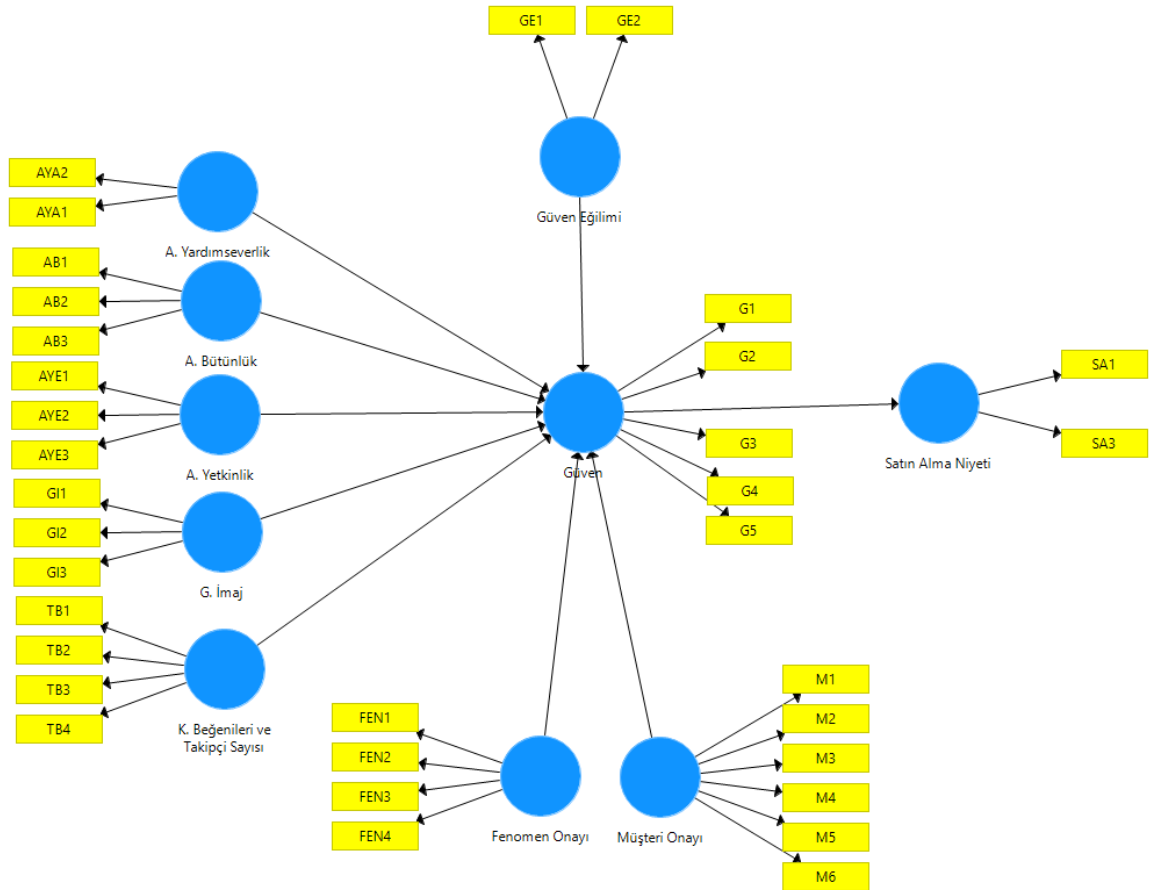 GE1
GE2
Güven Eğilimi
AYA2
AYA1
A. Yardımseverlik
AB1
AB2
AB3
A. Bütünlük
AYE1
AYE2
AYE3
A. Yetkinlik
GI1
GI2
GI3
G. İmaj
TB1
TB2
TB3
TB4
K. Beğenileri ve
Takipçi Sayısı
G1
G2
G3
G4
G5
Güven
SA1
SA3
Satın Alma Niyeti
FEN1
FEN2
FEN3
FEN4
Fenomen Onayı
M1
M2
M3
M4
M5
M6
Müşteri Onayı